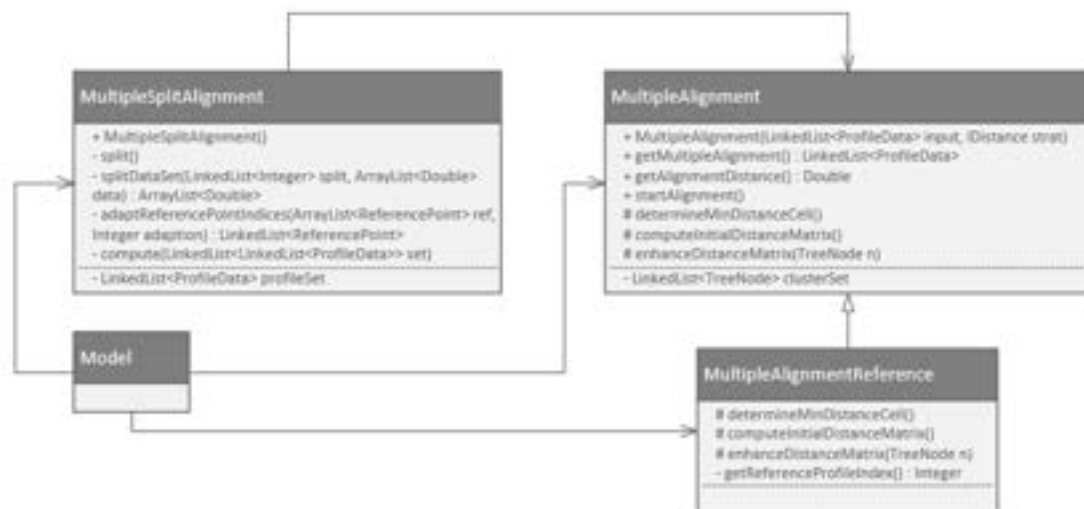 MultipleSplitAlignment
+ MultipleSplitAlignment()
- split()
- splitDataSet(LinkedList<Integer> split, ArrayList<Double>
data) : ArrayList<Double>
- adaptReferencePointIndices(ArrayList<ReferencePoint> ref,
Integer adaption) : LinkedList<ReferencePoint>
- compute(LinkedList<LinkedList<ProfileData>> set)
- LinkedList<ProfileData> profileSet
MultipleAlignment
+ MultipleAlignment(LinkedList<ProfileData> input, IDistance strat)
+ getMultipleAlignment() : LinkedList<ProfileData>
+ getAlignmentDistance() : Double
+ startAlignment()
# determineMinDistanceCell()
# computeInitialDistanceMatrix()
# enhanceDistanceMatrix(TreeNode n)
- LinkedList<TreeNode> clusterSet
Model
MultipleAlignmentReference
# determineMinDistanceCell()
# computeInitialDistanceMatrix()
# enhanceDistanceMatrix(TreeNode n)
- getReferenceProfileIndex() : Integer